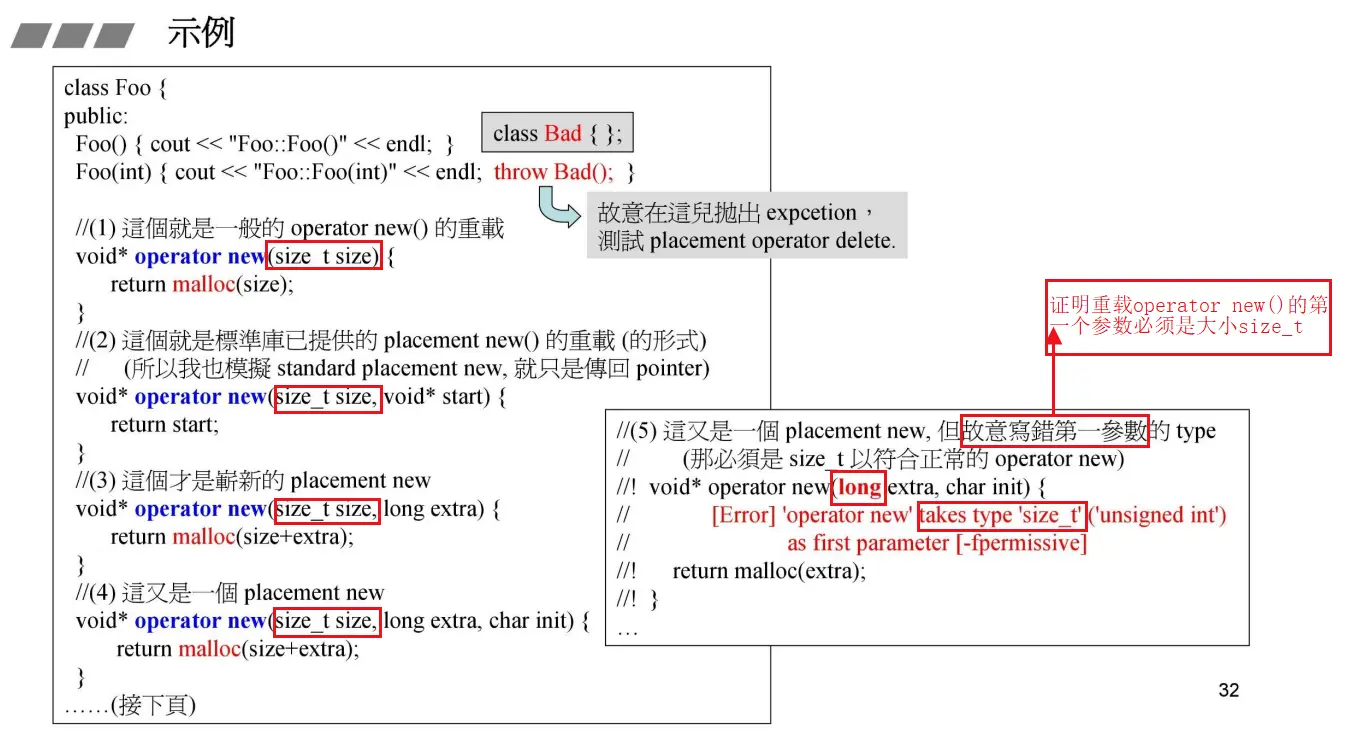 示例
class Foo {
public:
Foo() { cout << "Foo::Foo()" << endl; }
Foo(int) { cout << "Foo::Foo(int)" << endl; throw Bad(); }
class Bad { };
故意在這兒拋出 expcetion，
測試 placement operator delete.
//(1) 這個就是一般的 operator new() 的重載
void* operator new(size_t size) {
return malloc(size);
}
//(2) 這個就是標準庫已提供的 placement new() 的重載 (的形式)
// (所以我也模擬 standard placement new, 就只是傳回 pointer)
void* operator new(size_t size, void* start) {
return start;
}
//(3) 這個才是嶄新的 placement new
void* operator new(size_t size, long extra) {
return malloc(size+extra);
}
//(4) 這又是一個 placement new
void* operator new(size_t size, long extra, char init) {
return malloc(size+extra);
}
……(接下頁)
证明重载operator new()的第
一个参数必须是大小size_t
//(5) 這又是一個 placement new, 但故意寫錯第一參數的 type
// (那必須是 size_t 以符合正常的 operator new)
//! void* operator new(long extra, char init) {
// [Error] 'operator new' takes type 'size_t' ('unsigned int')
// as first parameter [-fpermissive]
//! return malloc(extra);
//! }
…
32